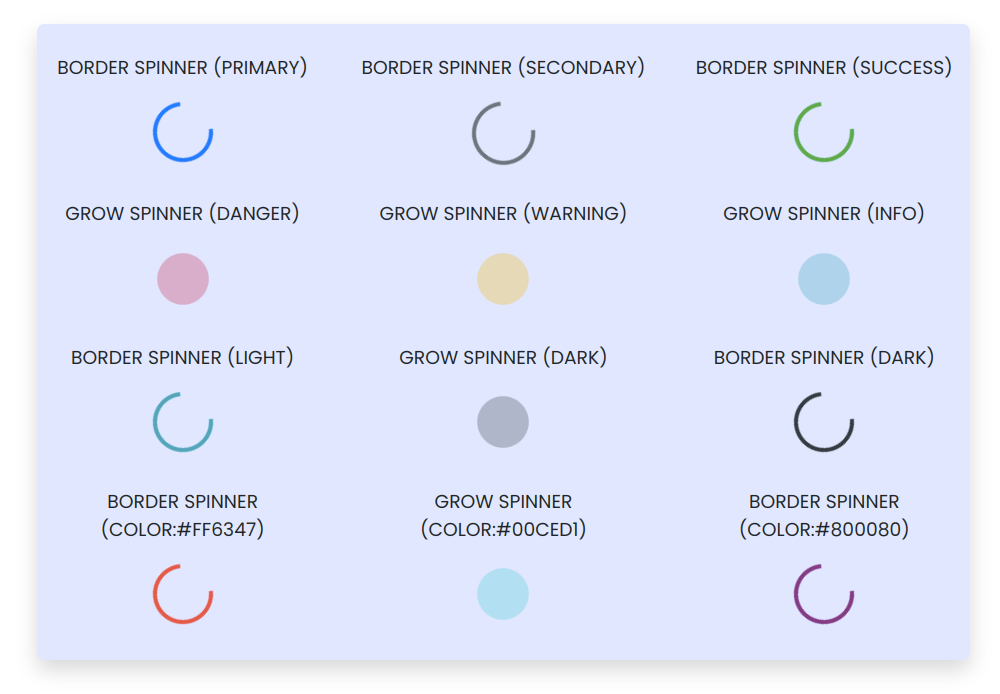 BORDER SPINNER (PRIMARY)
BORDER SPINNER (SECONDARY)
BORDER SPINNER (SUCCESS)
GROW SPINNER (DANGER)
GROW SPINNER (WARNING)
GROW SPINNER (INFO)
BORDER SPINNER (LIGHT)
GROW SPINNER (DARK)
BORDER SPINNER (DARK)
BORDER SPINNER
(COLOR:#FF6347)
GROW SPINNER
(COLOR:#00CED1)
BORDER SPINNER
(COLOR:#800080)